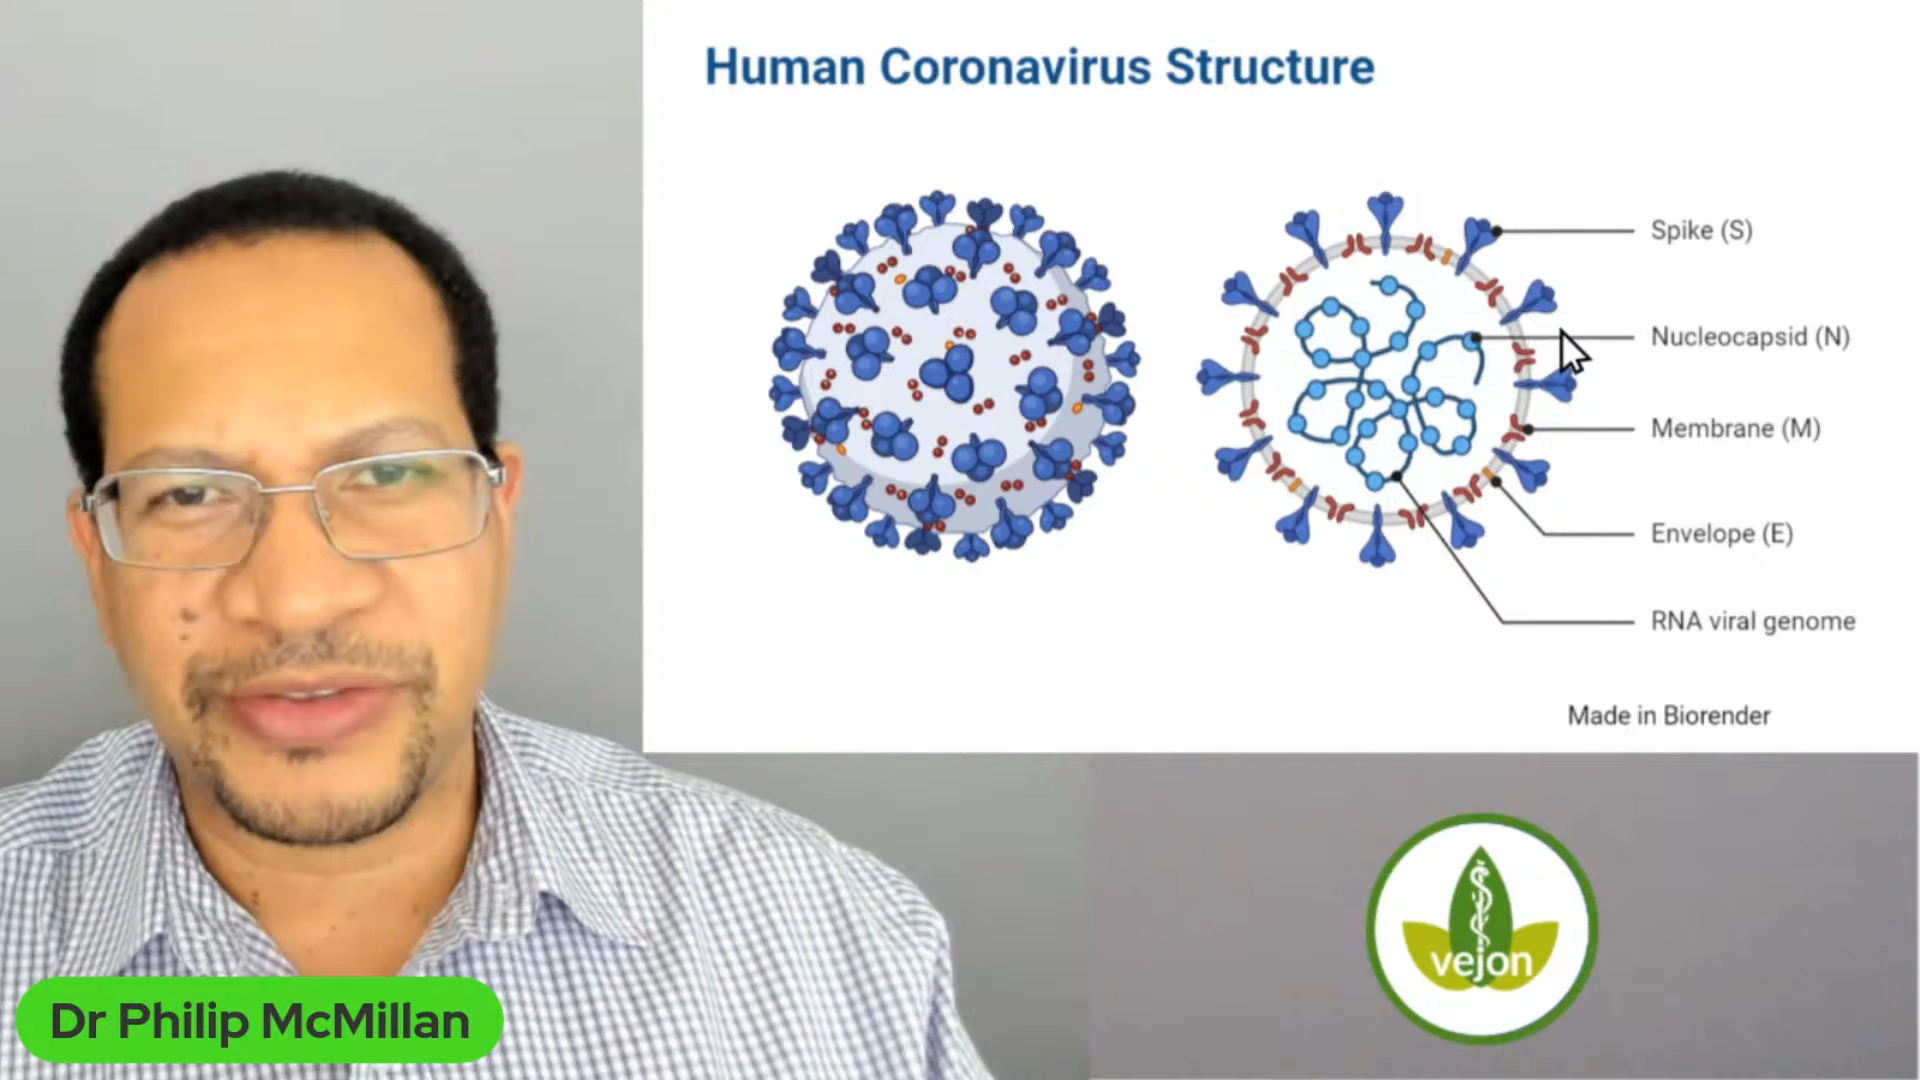 Human Coronavirus Structure
Spike (S)
Nucleocapsid (N)
Membrane (M)
Envelope (E)
RNA viral genome
Made in Biorender
vejon
Dr Philip McMillan